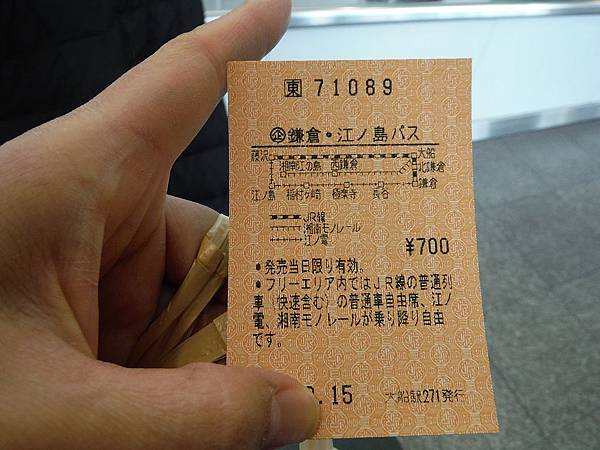 東 71089
企鎌倉・江ノ島パス
藤沢 大船
湘南江の島 西鎌倉 北鎌倉
鎌倉
江ノ島 稲村ヶ崎 極楽寺 長谷
JR線
湘南モノレール
江ノ電
¥700
●発売当日限り有効。
●フリーエリア内ではJR線の普通列
車(快速含む)の普通車自由席、江ノ
電、湘南モノレールが乗り降り自由
です。
.15 大船駅271発行